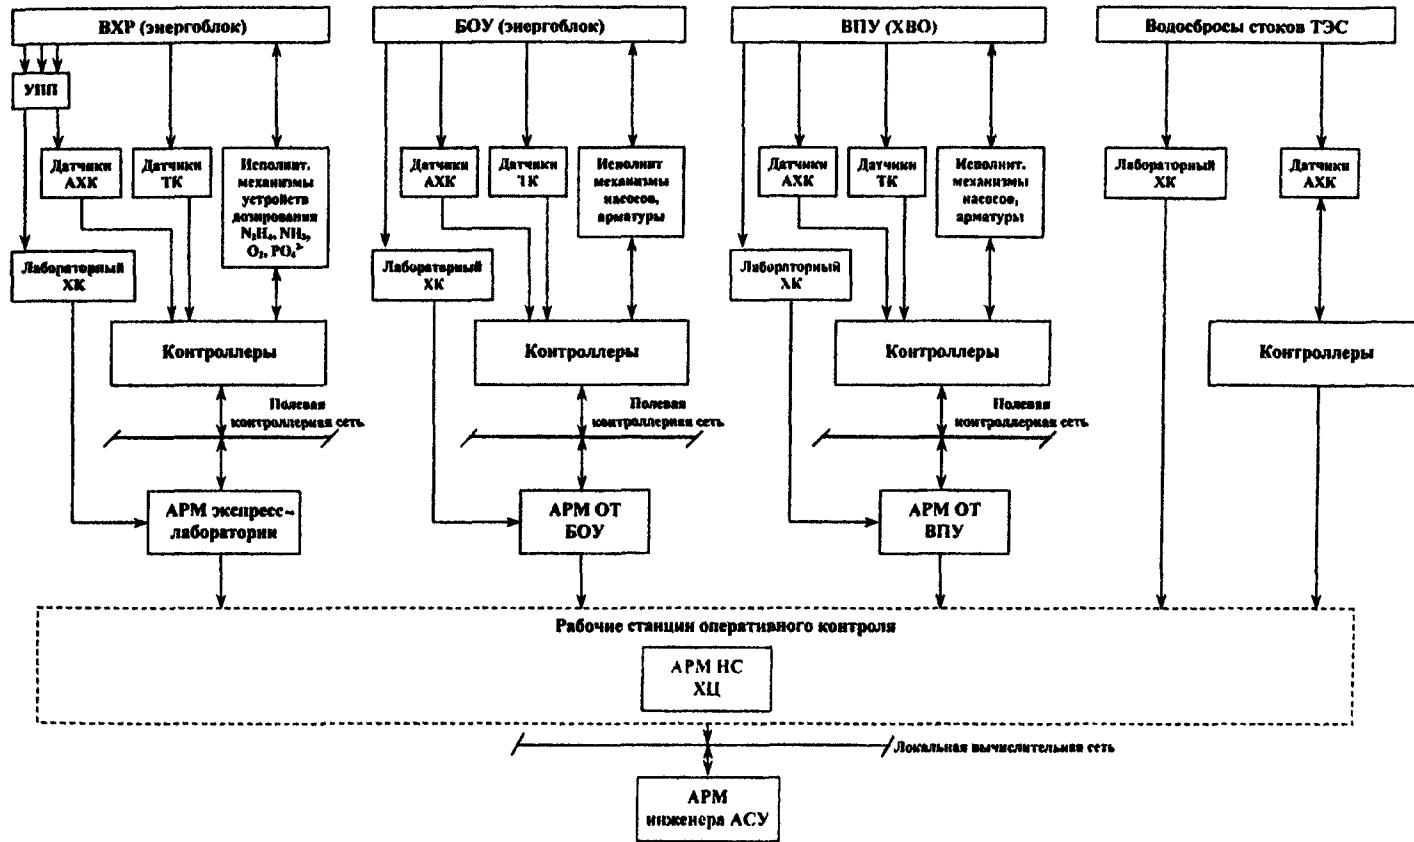 ВХР (энергоблок)
БОУ (энергоблок)
ВПУ (ХВО)
Водосбросы стоков ТЭС
УПП
Датчики
АХК
Датчики
ТК
Исполнит.
механизмы
устройств
дозирования
N₂H₄, NH₃,
O₂, PO₄²⁻
Лабораторный
ХК
Датчики
АХК
Датчики
ТК
Исполнит
механизмы
насосов,
арматуры
Лабораторный
ХК
Датчики
АХК
Датчики
ТК
Исполнит.
механизмы
насосов,
арматуры
Лабораторный
ХК
Лабораторный
ХК
Датчики
АХК
Контроллеры
Контроллеры
Контроллеры
Контроллеры
Полевая
контроллерная сеть
Полевая
контроллерная сеть
Полевая
контроллерная сеть
АРМ экспресс-
лаборатории
АРМ ОТ
БОУ
АРМ ОТ
ВПУ
Рабочие станции оперативного контроля
АРМ НС
ХЦ
Локальная вычислительная сеть
АРМ
инженера АСУ